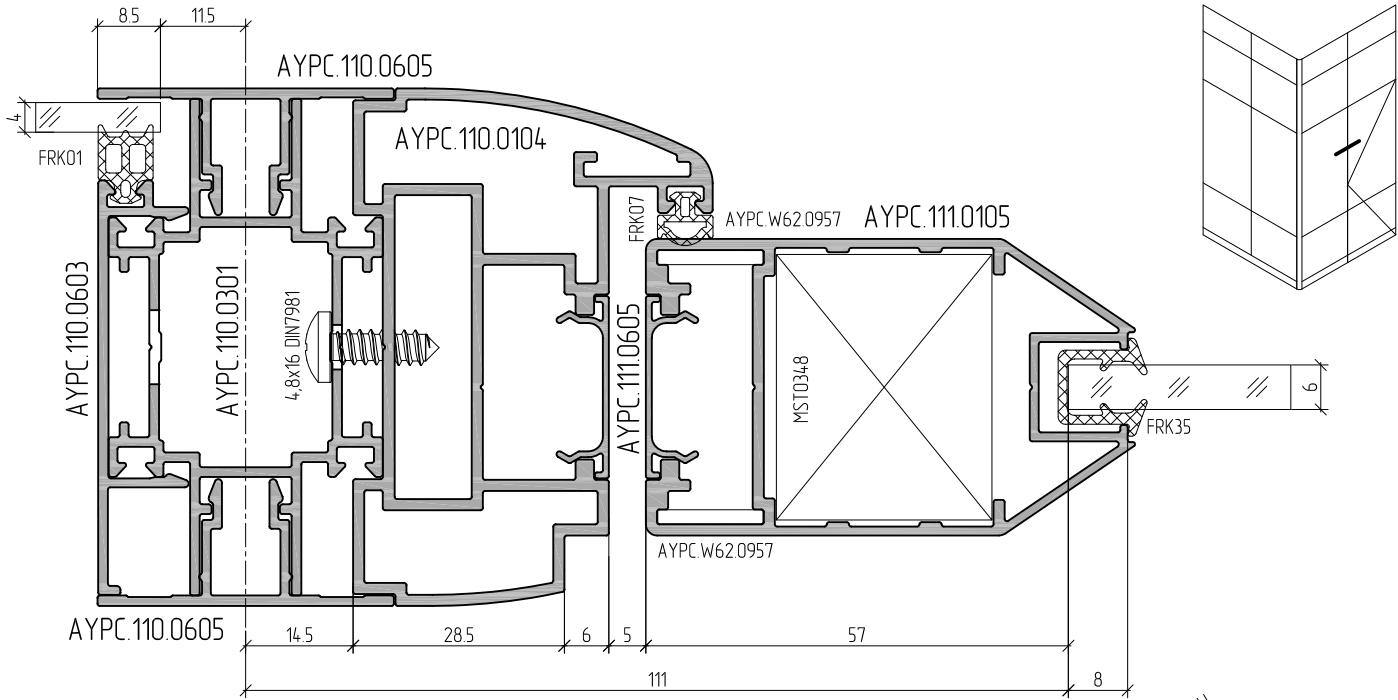 8.5
11.5
AYPC.110.0605
4
AYPC.110.0104
FRK01
FRK07
AYPC.W62.0957
AYPC.111.0105
AYPC.110.0603
AYPC.110.0301
4,8x16 DIN7981
AYPC.111.0605
MST0348
6
FRK35
AYPC.W62.0957
AYPC.110.0605
14.5
28.5
6
5
57
111
8